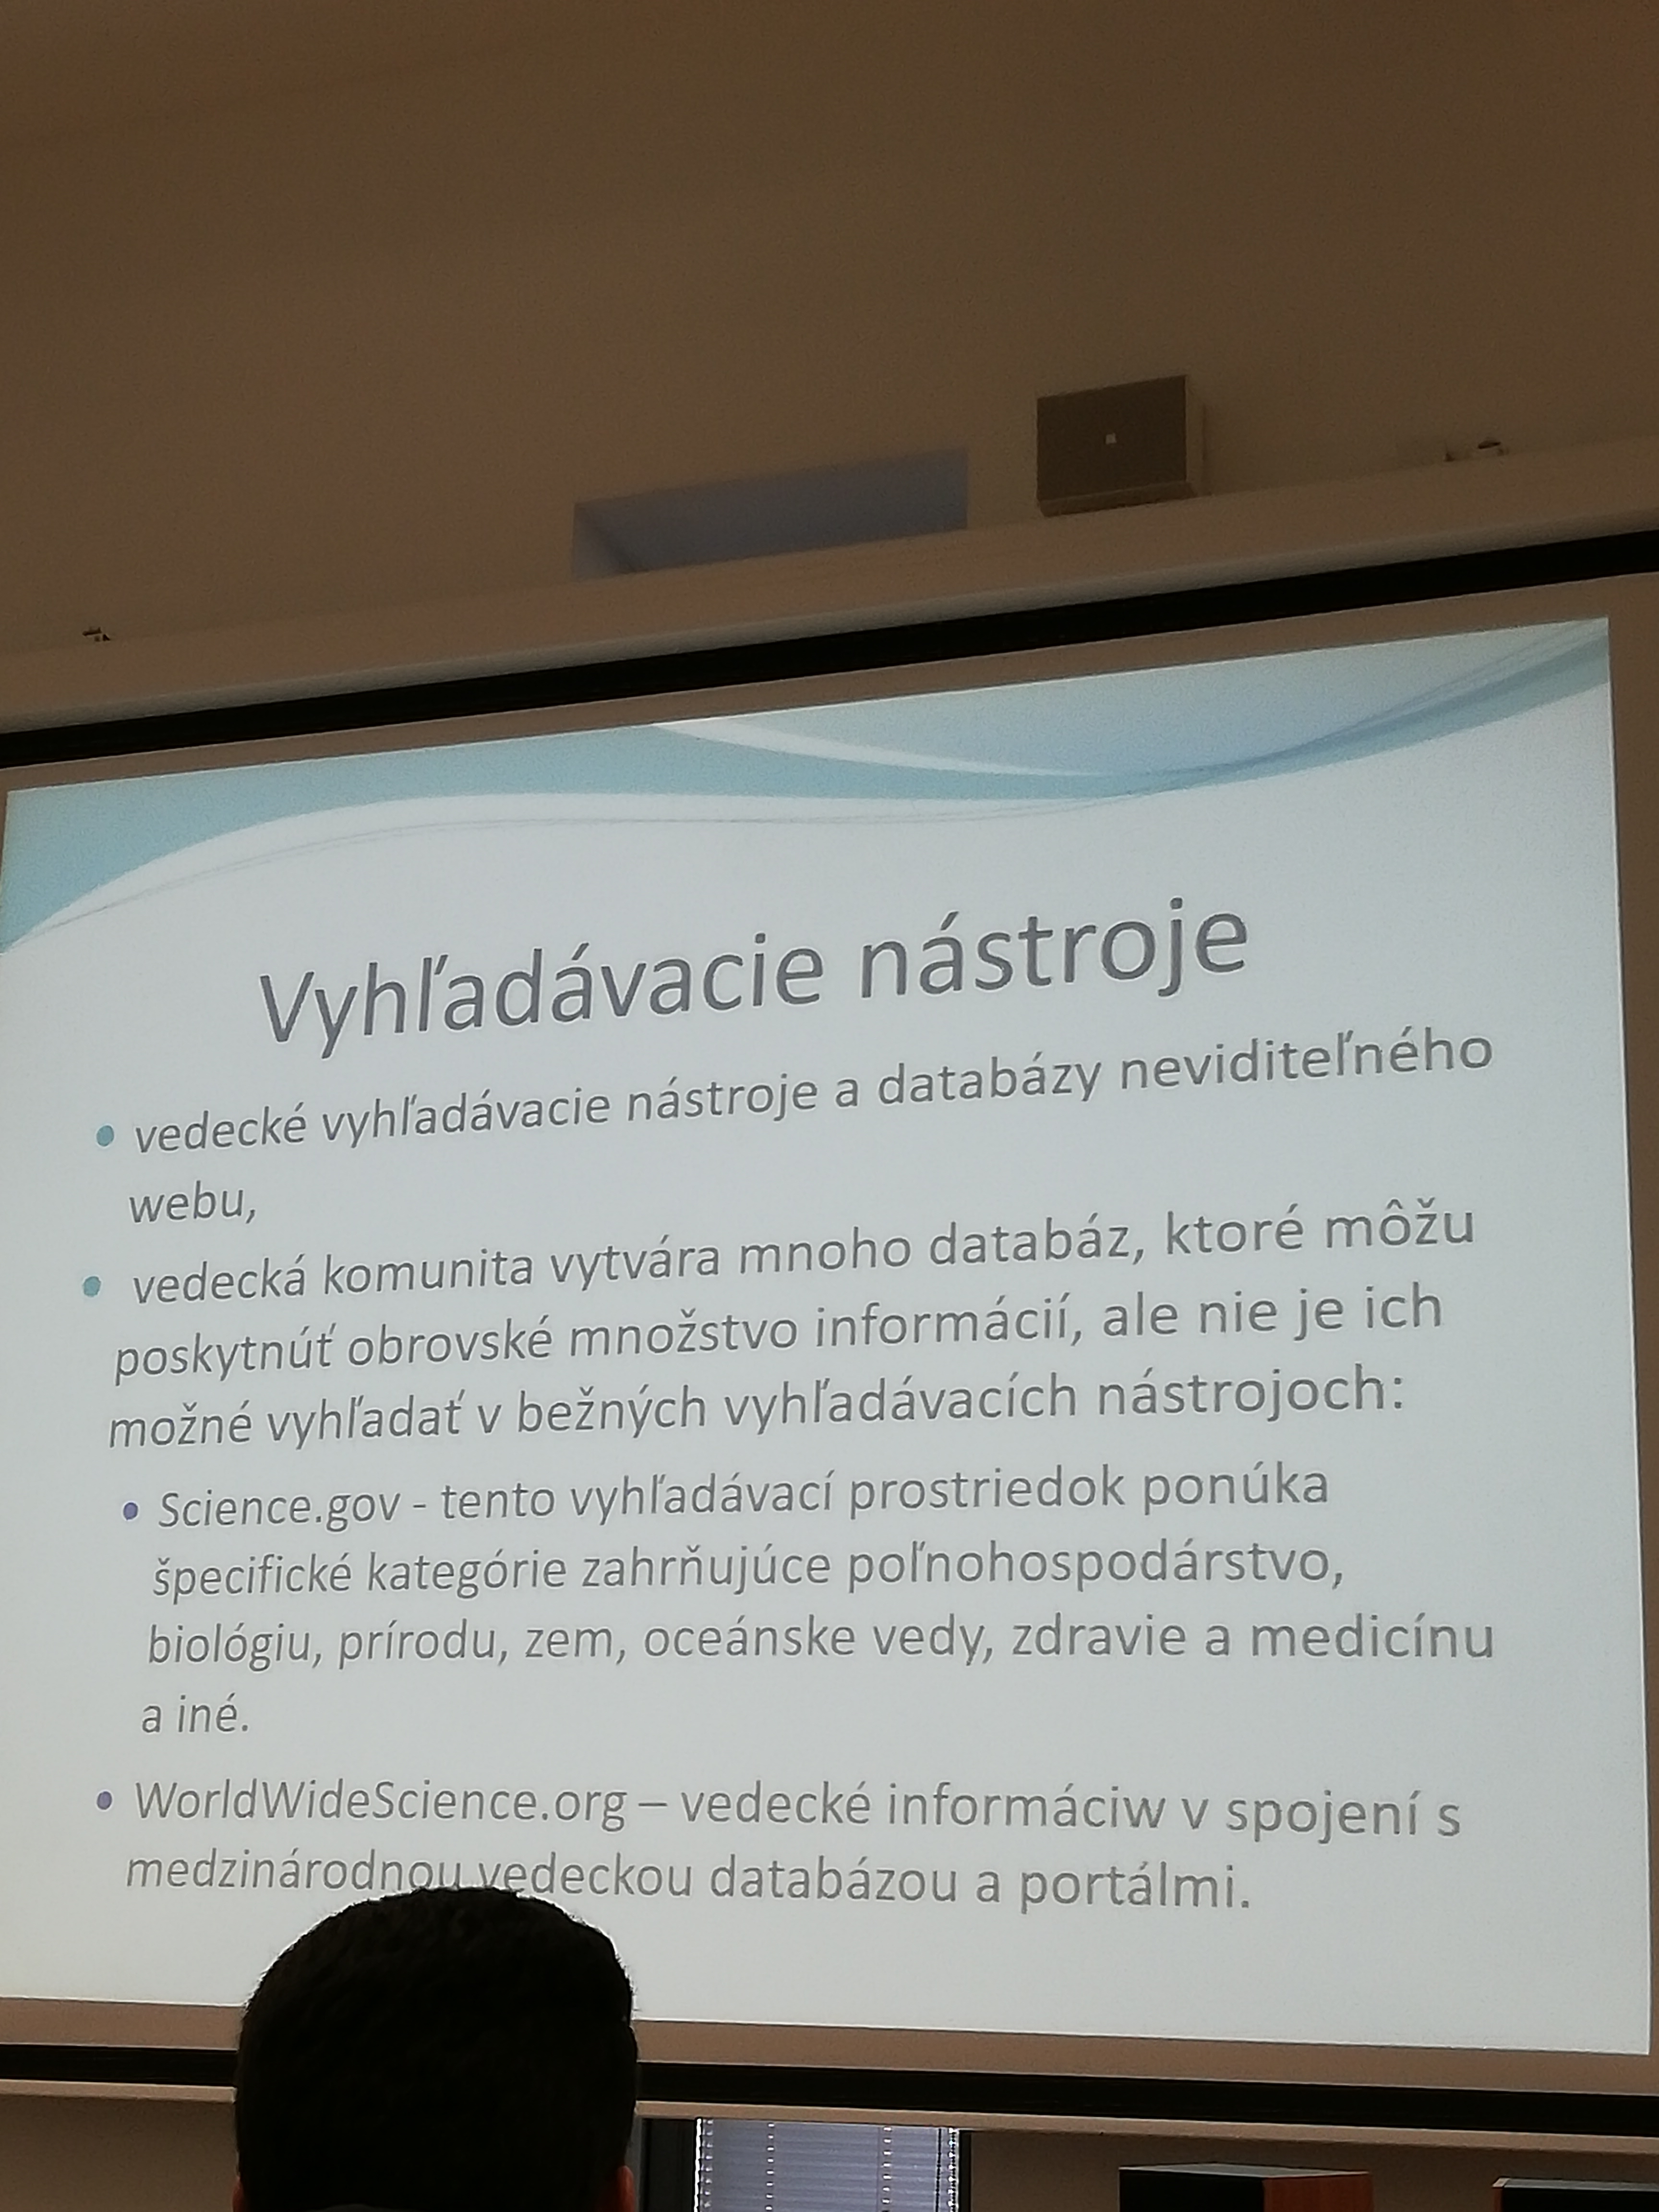 Vyhľadávacie nástroje
• vedecké vyhľadávacie nástroje a databázy neviditeľného
webu,
• vedecká komunita vytvára mnoho databáz, ktoré môžu
poskytnúť obrovské množstvo informácií, ale nie je ich
možné vyhľadať v bežných vyhľadávacích nástrojoch:
• Science.gov - tento vyhľadávací prostriedok ponúka
špecifické kategórie zahrňujúce poľnohospodárstvo,
biológiu, prírodu, zem, oceánske vedy, zdravie a medicínu
a iné.
• WorldWideScience.org – vedecké informáciw v spojení s
medzinárodnou vedeckou databázou a portálmi.